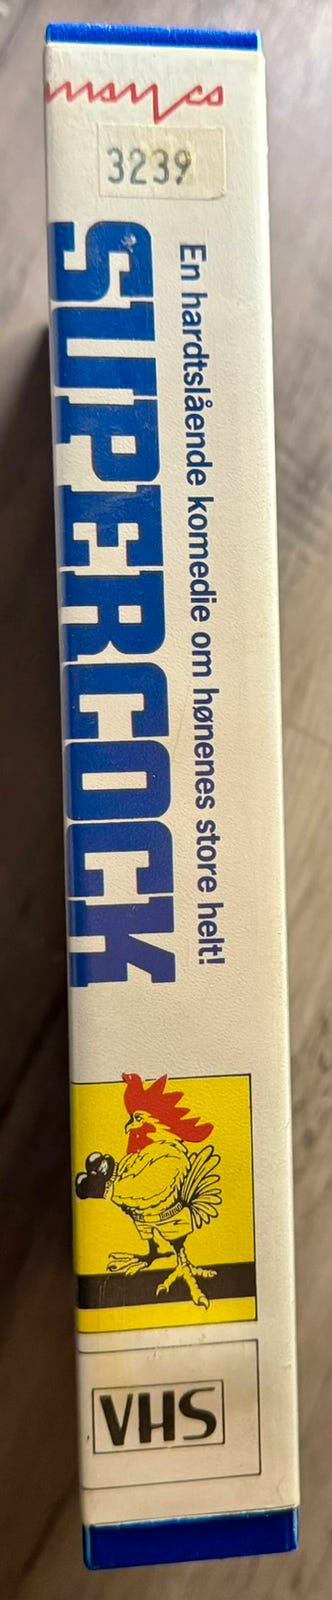 3239
SUPERCOCK
En hardtslående komedie om hønenes store helt!
VHS